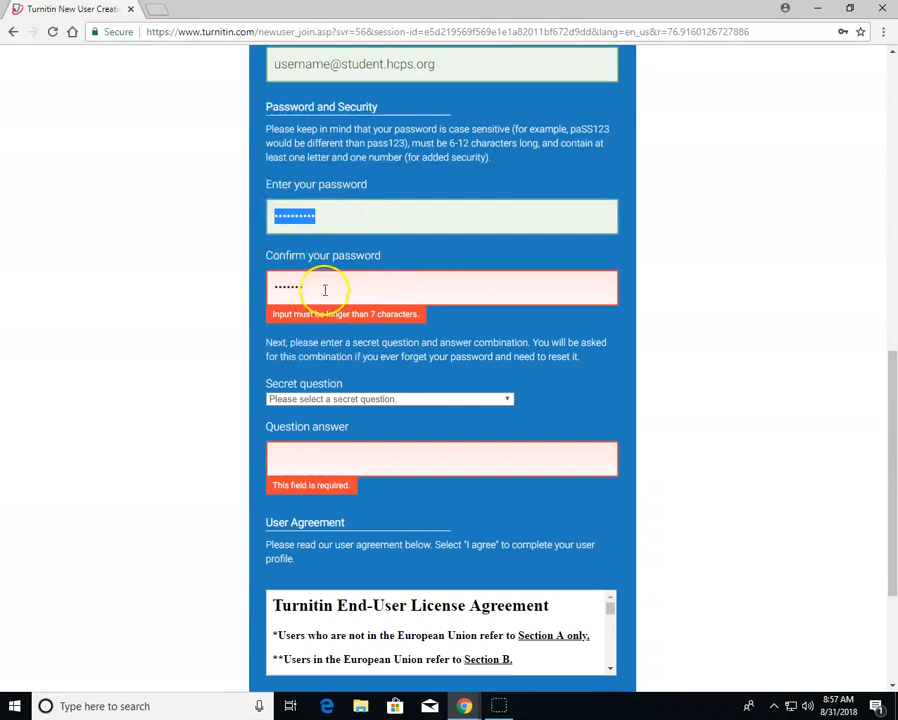 Turnitin New User Creati
Secure
https://www.turnitin.com/newuser_join.asp?svr=56&session-id=e5d219569f569e1e1a82011bf672d9dd&lang=en_us&r=76.9160126727886
username@student.hcps.org
Password and Security
Please keep in mind that your password is case sensitive (for example, paSS123
would be different than pass123), must be 6-12 characters long, and contain at
least one letter and one number (for added security).
Enter your password
Confirm your password
Input must be longer than 7 characters.
Next, please enter a secret question and answer combination. You will be asked
for this combination if you ever forget your password and need to reset it.
Secret question
Please select a secret question.
Question answer
This field is required.
User Agreement
Please read our user agreement below. Select "I agree" to complete your user
profile.
Turnitin End-User License Agreement
*Users who are not in the European Union refer to Section A only.
**Users in the European Union refer to Section B.
Type here to search
8:57 AM
8/31/2018
1